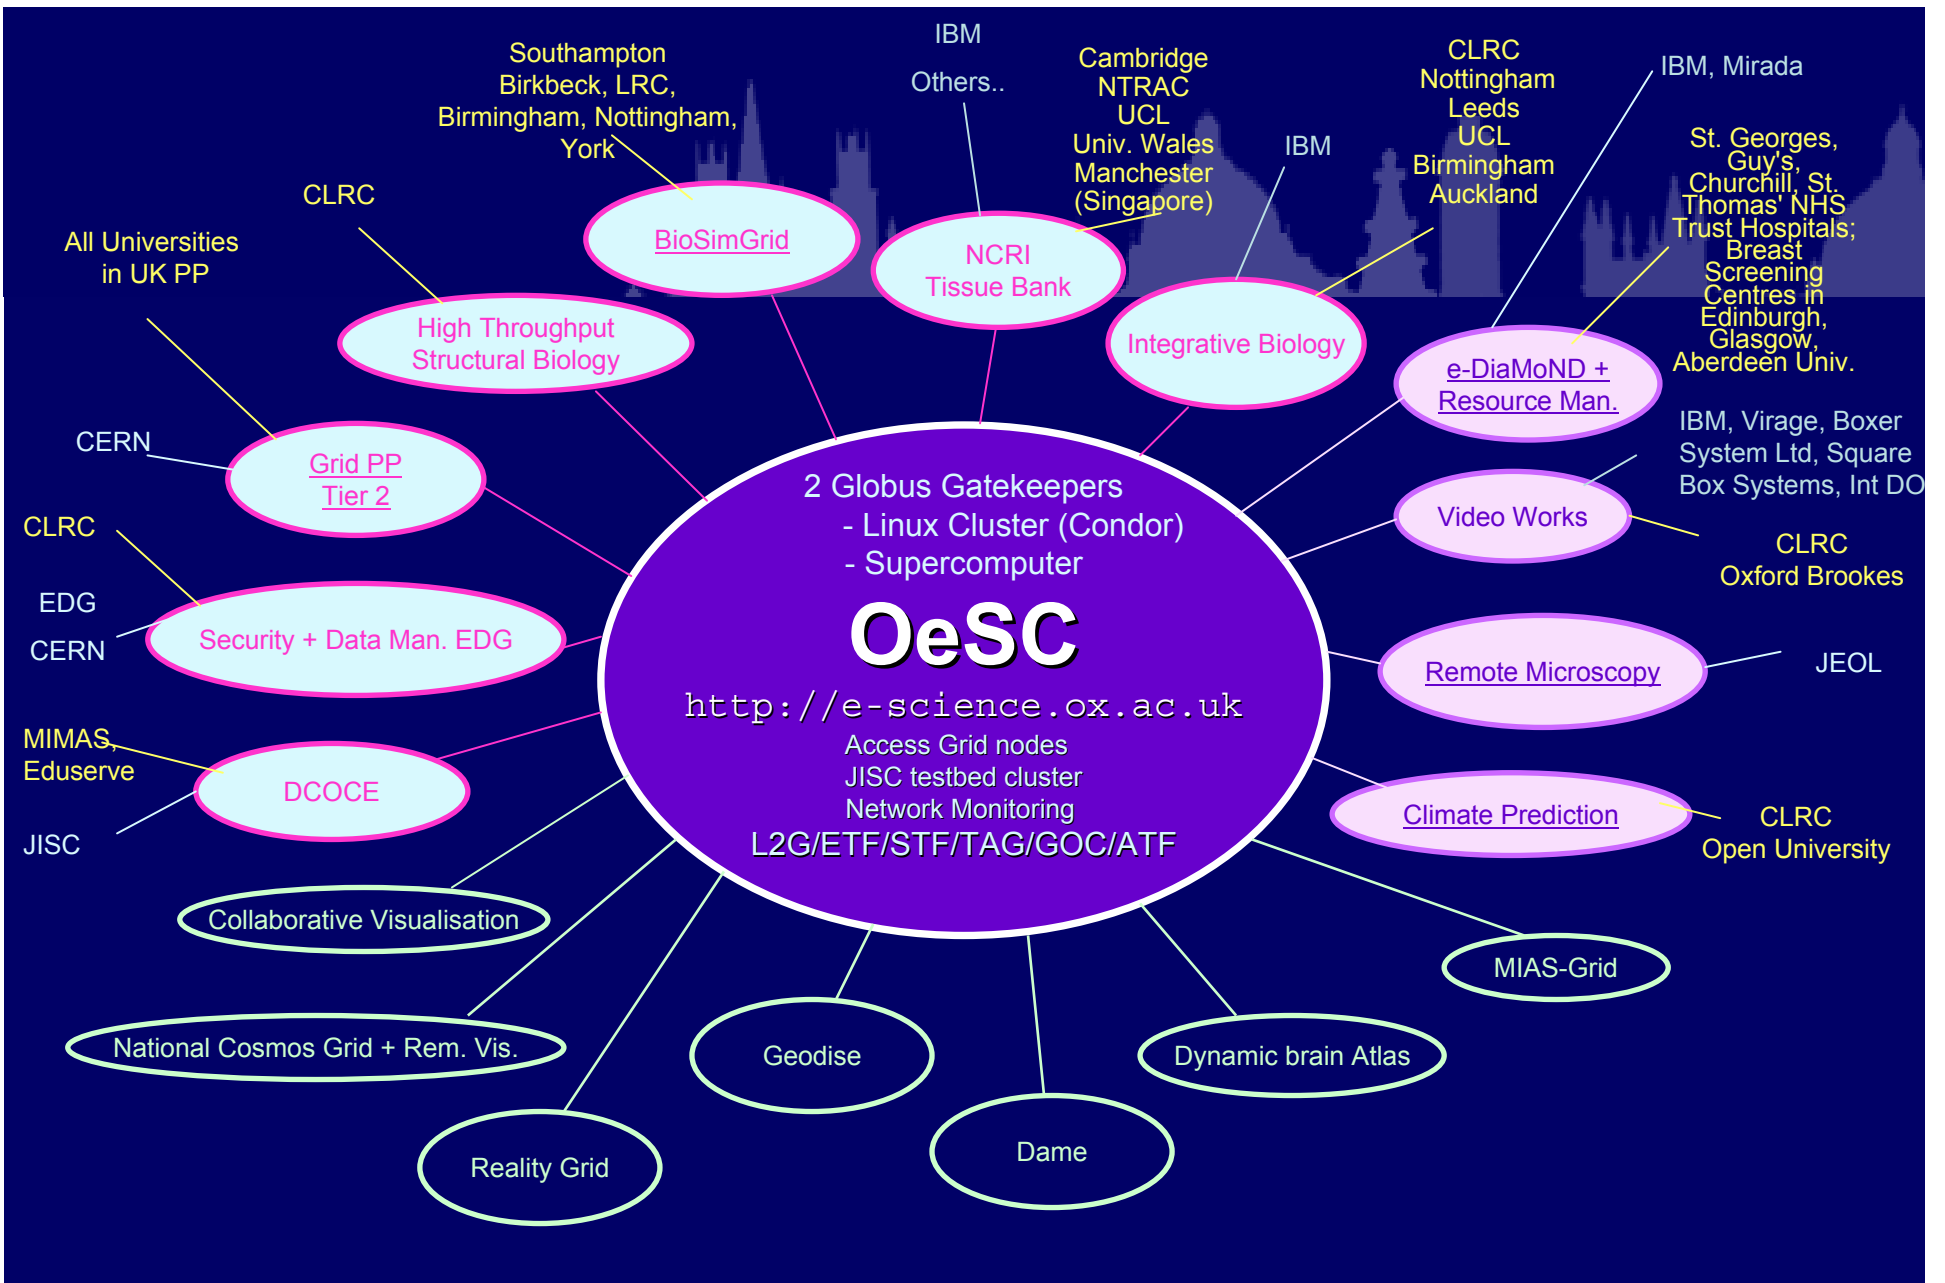 IBM
Others..
Southampton
Birkbeck, LRC,
Birmingham, Nottingham,
York
Cambridge
NTRAC
UCL
Univ. Wales
Manchester
(Singapore)
IBM
CLRC
Nottingham
Leeds
UCL
Birmingham
Auckland
IBM, Mirada
St. Georges,
Guy's,
Churchill, St.
Thomas' NHS
Trust Hospitals;
Breast
Screening
Centres in
Edinburgh,
Glasgow,
Aberdeen Univ.
CLRC
All Universities
in UK PP
BioSimGrid
NCRI
Tissue Bank
High Throughput
Structural Biology
Integrative Biology
e-DiaMoND +
Resource Man.
CERN
Grid PP
Tier 2
IBM, Virage, Boxer
System Ltd, Square
Box Systems, Int DO
Video Works
CLRC
Oxford Brookes
CLRC
EDG
CERN
Security + Data Man. EDG
2 Globus Gatekeepers
- Linux Cluster (Condor)
- Supercomputer
OeSC
http://e-science.ox.ac.uk
Access Grid nodes
JISC testbed cluster
Network Monitoring
L2G/ETF/STF/TAG/GOC/ATF
Remote Microscopy
JEOL
MIMAS,
Eduserve
DCOCE
JISC
Climate Prediction
CLRC
Open University
Collaborative Visualisation
MIAS-Grid
National Cosmos Grid + Rem. Vis.
Geodise
Dynamic brain Atlas
Reality Grid
Dame